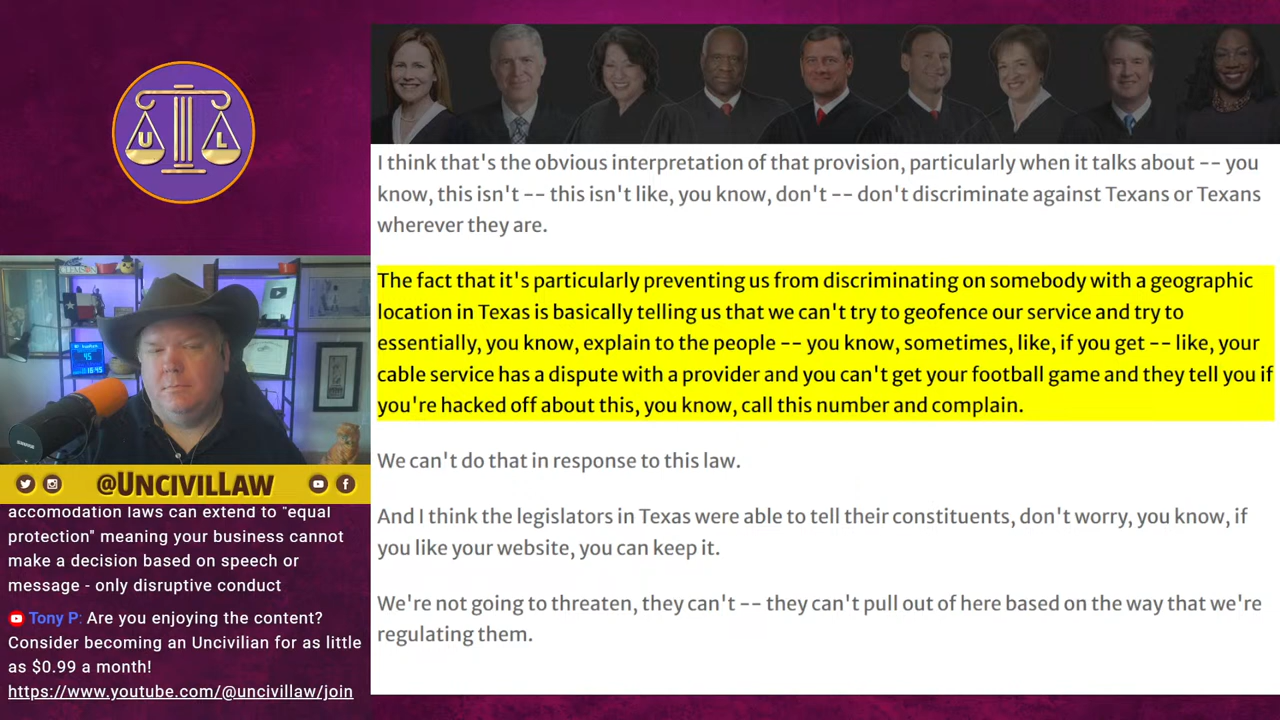 U L
I think that's the obvious interpretation of that provision, particularly when it talks about -- you
know, this isn't -- this isn't like, you know, don't -- don't discriminate against Texans or Texans
wherever they are.
The fact that it's particularly preventing us from discriminating on somebody with a geographic
location in Texas is basically telling us that we can't try to geofence our service and try to
essentially, you know, explain to the people -- you know, sometimes, like, if you get -- like, your
cable service has a dispute with a provider and you can't get your football game and they tell you if
you're hacked off about this, you know, call this number and complain.
We can't do that in response to this law.
And I think the legislators in Texas were able to tell their constituents, don't worry, you know, if
you like your website, you can keep it.
We're not going to threaten, they can't -- they can't pull out of here based on the way that we're
regulating them.
@UNCIVILLAW
accomodation laws can extend to "equal
protection" meaning your business cannot
make a decision based on speech or
message - only disruptive conduct
Tony P: Are you enjoying the content?
Consider becoming an Uncivilian for as little
as $0.99 a month!
https://www.youtube.com/@uncivillaw/join